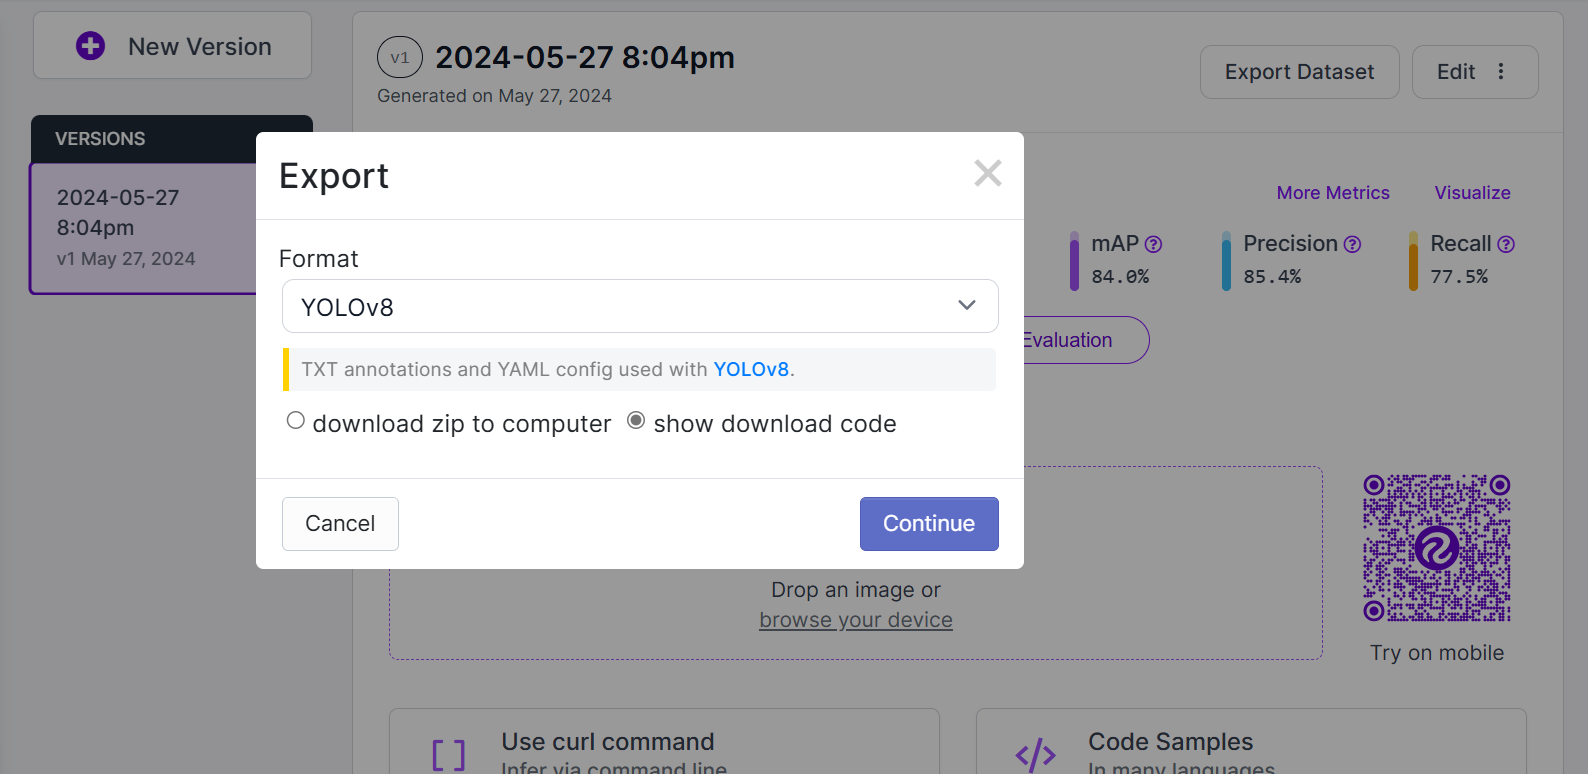 New Version
VERSIONS
2024-05-27
8:04pm
v1 May 27, 2024
v1
2024-05-27 8:04pm
Generated on May 27, 2024
Export Dataset
Edit
Export
Format
YOLOv8
TXT annotations and YAML config used with YOLOv8.
download zip to computer
show download code
Cancel
Continue
More Metrics
Visualize
mAP
84.0%
Precision
85.4%
Recall
77.5%
Evaluation
Drop an image or
browse your device
Try on mobile
Use curl command
Infer via command line
Code Samples
In many languages